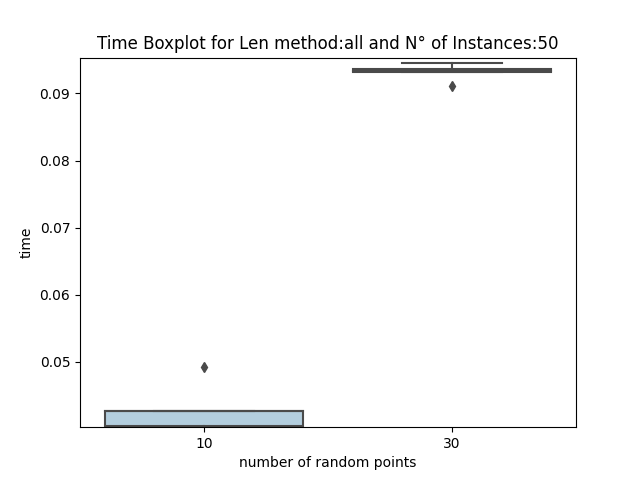 Time Boxplot for Len method:all and N° of Instances:50
0.09
0.08
0.07
0.06
0.05
time
10
30
number of random points